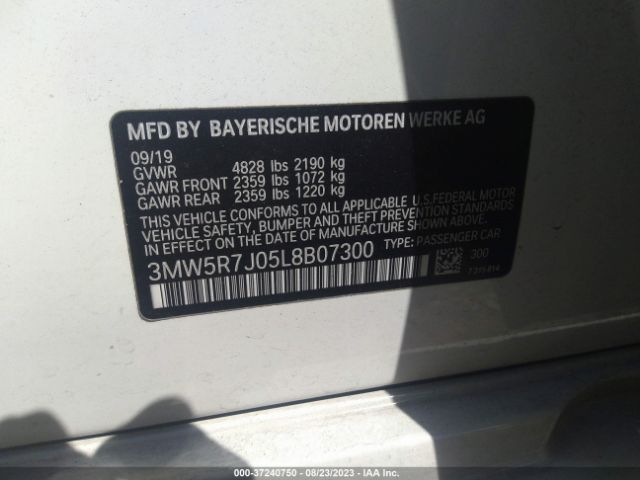 MFD BY BAYERISCHE MOTOREN WERKE AG
09/19
GVWR 4828 lbs 2190 kg
GAWR FRONT 2359 lbs 1072 kg
GAWR REAR 2359 lbs 1220 kg
THIS VEHICLE CONFORMS TO ALL APPLICABLE U.S.FEDERAL MOTOR
VEHICLE SAFETY, BUMPER, AND THEFT PREVENTION STANDARDS
IN EFFECT ON THE DATE OF MANUFACTURE SHOWN ABOVE.
3MW5R7J05L8B07300 TYPE: PASSENGER CAR
300
000-37240750 - 08/23/2023 - IAA Inc.